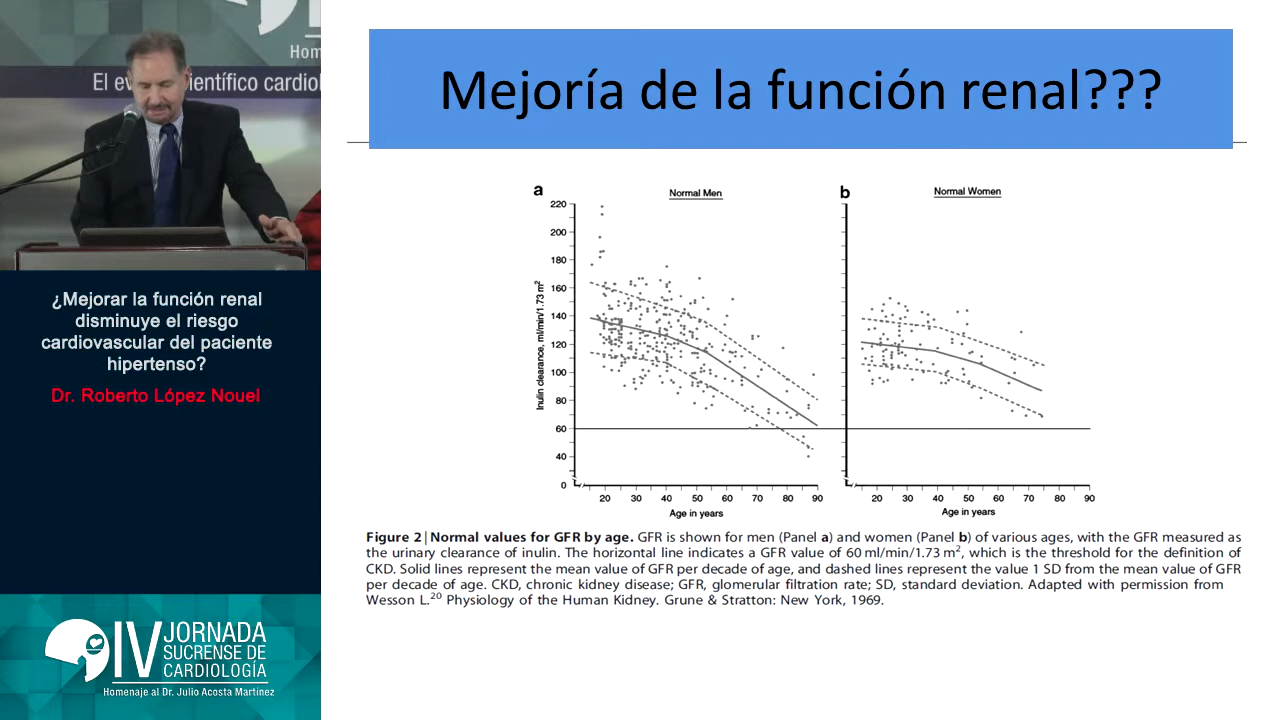 Hom
El ev
ientífico cardiol
¿Mejorar la función renal
disminuye el riesgo
cardiovascular del paciente
hipertenso?
Dr. Roberto López Nouel
IV JORNADA
SUCRENSE DE
CARDIOLOGÍA
Homenaje al Dr. Julio Acosta Martínez
Mejoría de la función renal???
a
Normal Men
b
Normal Women
Inulin clearance, ml/min/1.73 m²
220
200
180
160
140
120
100
80
60
40
0
20 30 40 50 60 70 80 90
Age in years
20 30 40 50 60 70 80 90
Age in years
Figure 2 | Normal values for GFR by age. GFR is shown for men (Panel a) and women (Panel b) of various ages, with the GFR measured as
the urinary clearance of inulin. The horizontal line indicates a GFR value of 60 ml/min/1.73 m², which is the threshold for the definition of
CKD. Solid lines represent the mean value of GFR per decade of age, and dashed lines represent the value 1 SD from the mean value of GFR
per decade of age. CKD, chronic kidney disease; GFR, glomerular filtration rate; SD, standard deviation. Adapted with permission from
Wesson L.²⁰ Physiology of the Human Kidney. Grune & Stratton: New York, 1969.